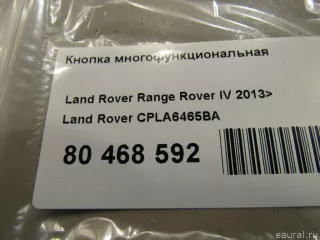 Кнопка многофункциональная
Land Rover Range Rover IV 2013>
Land Rover CPLA6465BA
80 468 592
eaural.ru